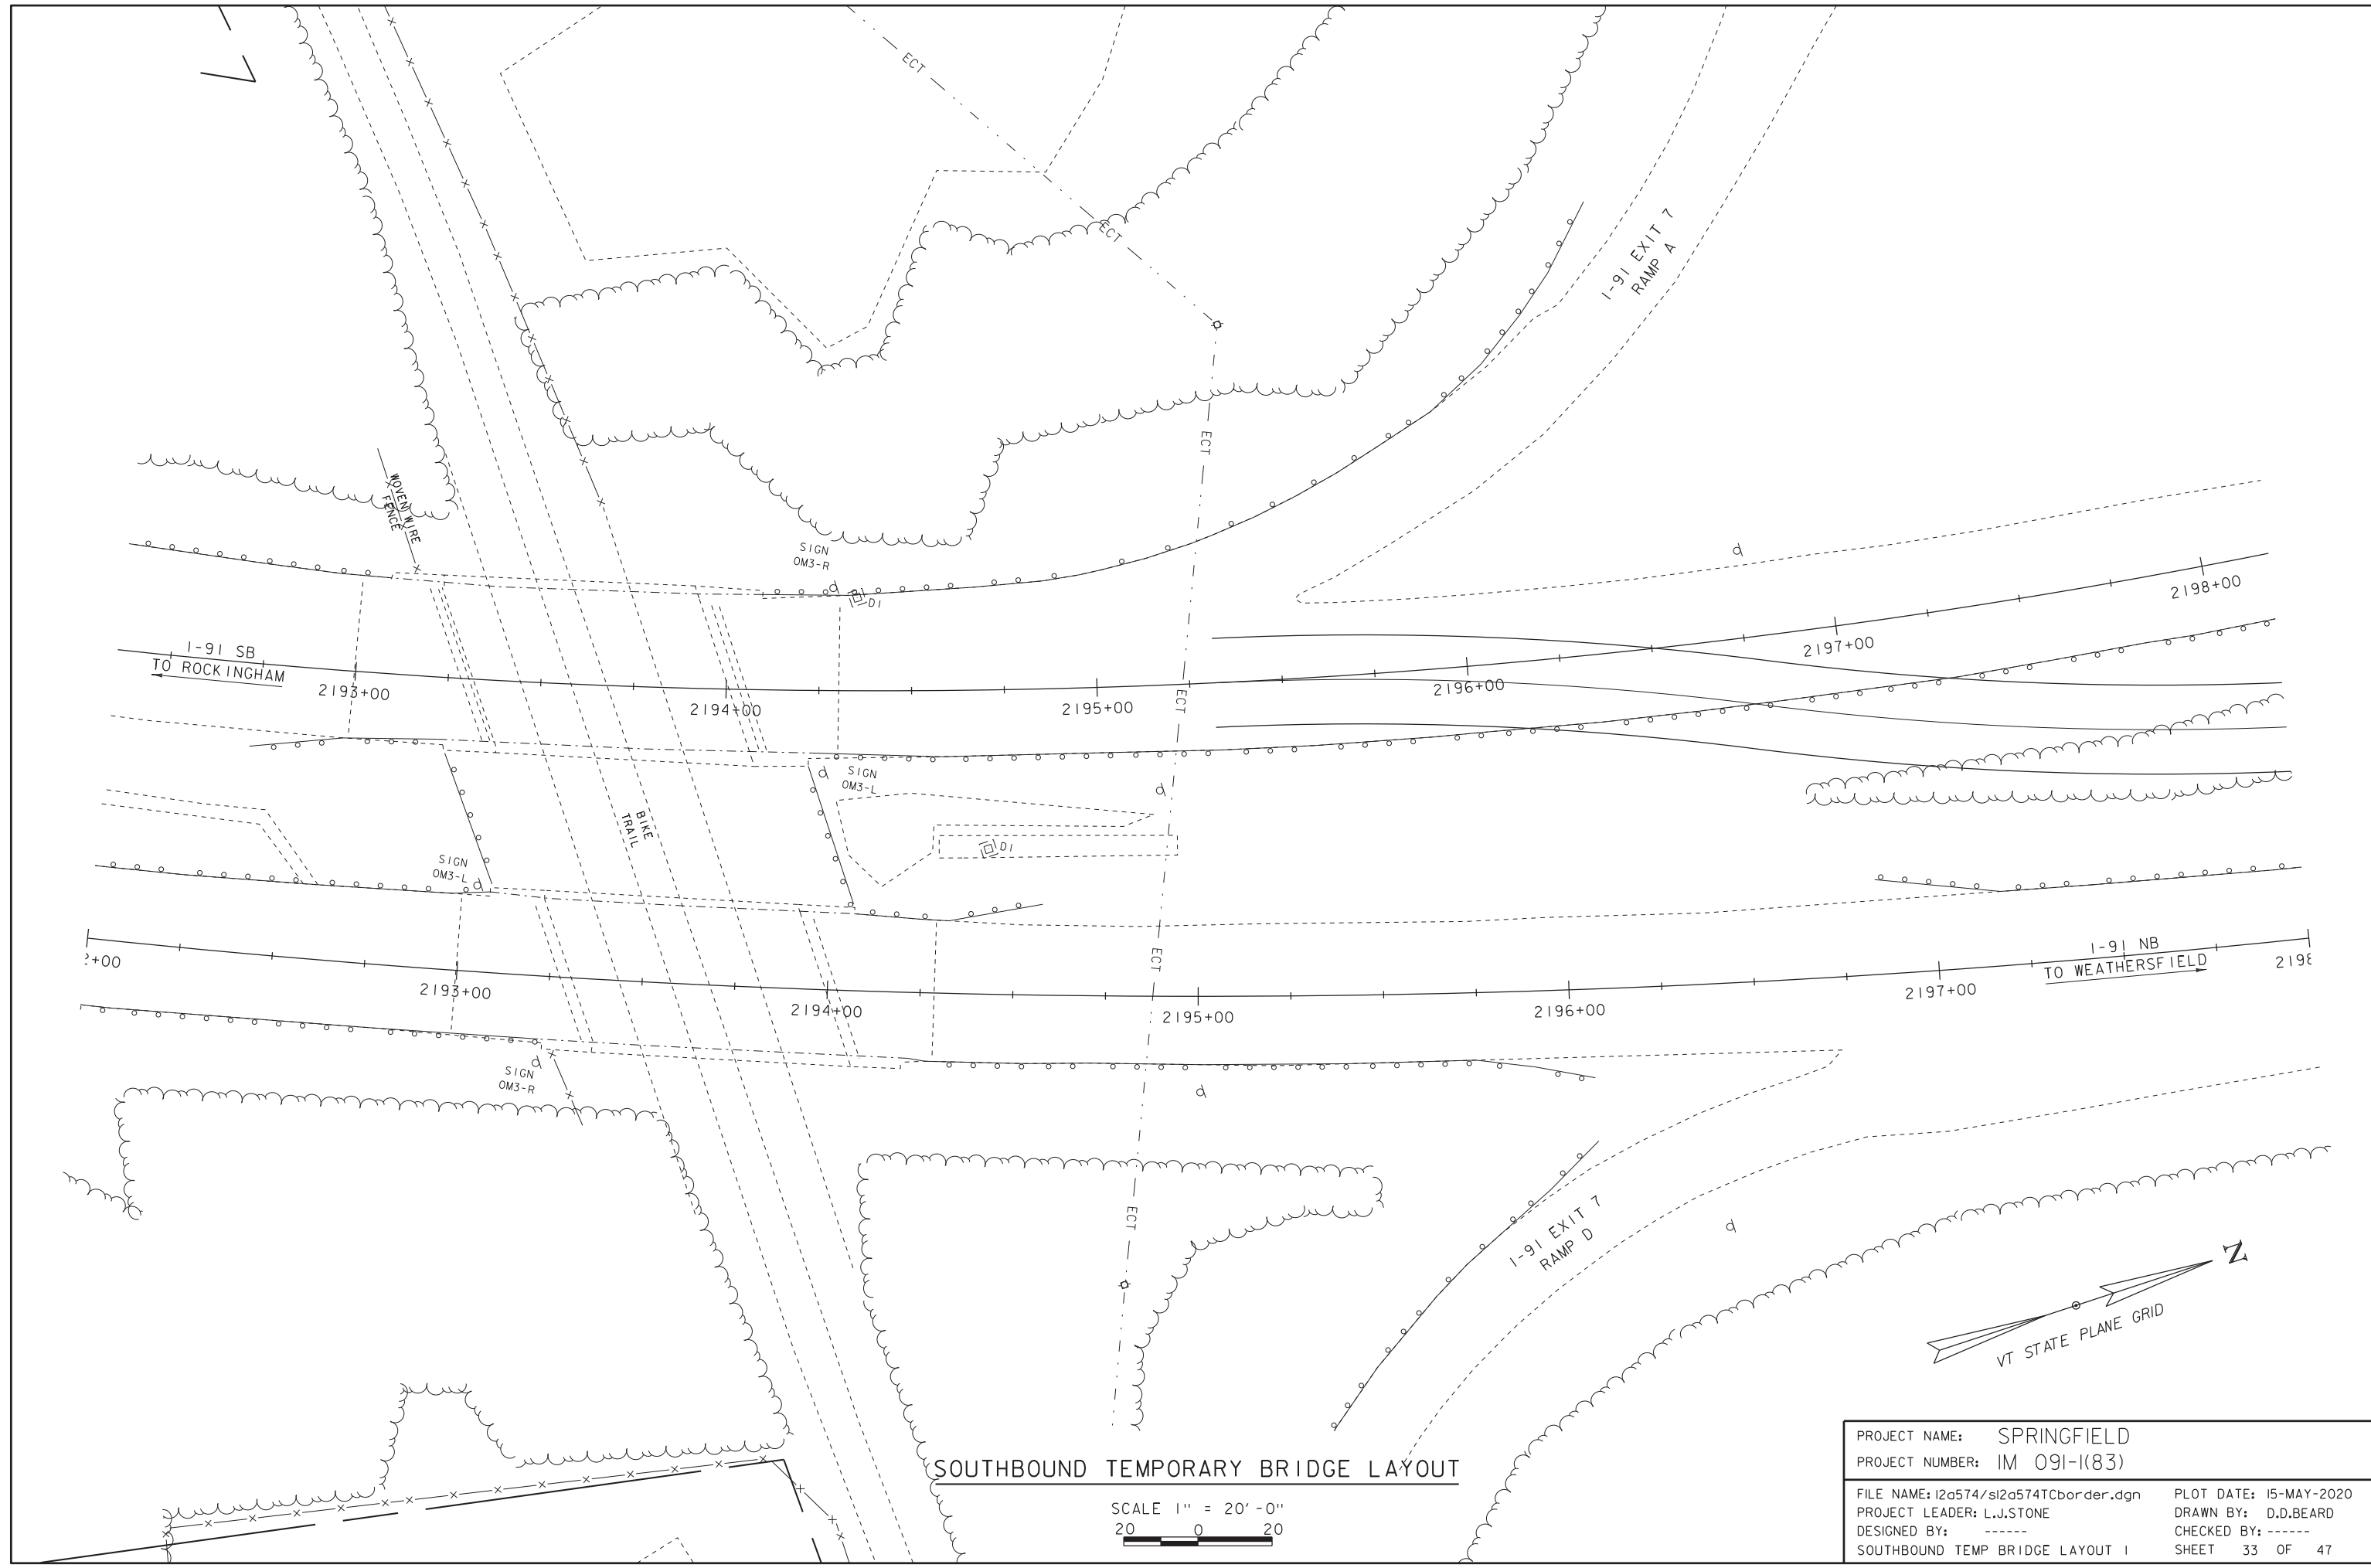 ECT
ECT
I-91 EXIT 7
RAMP A
ECT
WOVEN WIRE
FENCE
SIGN
OM3-R
DI
2198+00
I-91 SB
TO ROCKINGHAM
2193+00
2194+00
2195+00
2196+00
2197+00
ECT
SIGN
OM3-L
BIKE
TRAIL
DI
SIGN
OM3-L
ECT
+00
2193+00
2194+00
2195+00
2196+00
2197+00
I-91 NB
TO WEATHERSFIELD
2198
SIGN
OM3-R
ECT
I-91 EXIT 7
RAMP D
N
VT STATE PLANE GRID
SOUTHBOUND TEMPORARY BRIDGE LAYOUT
SCALE 1" = 20'-0"
20 0 20
PROJECT NAME: SPRINGFIELD
PROJECT NUMBER: IM 091-1(83)
FILE NAME: 12a574/s12a574TCborder.dgn PLOT DATE: 15-MAY-2020
PROJECT LEADER: L.J.STONE DRAWN BY: D.D.BEARD
DESIGNED BY: ------ CHECKED BY: ------
SOUTHBOUND TEMP BRIDGE LAYOUT 1 SHEET 33 OF 47